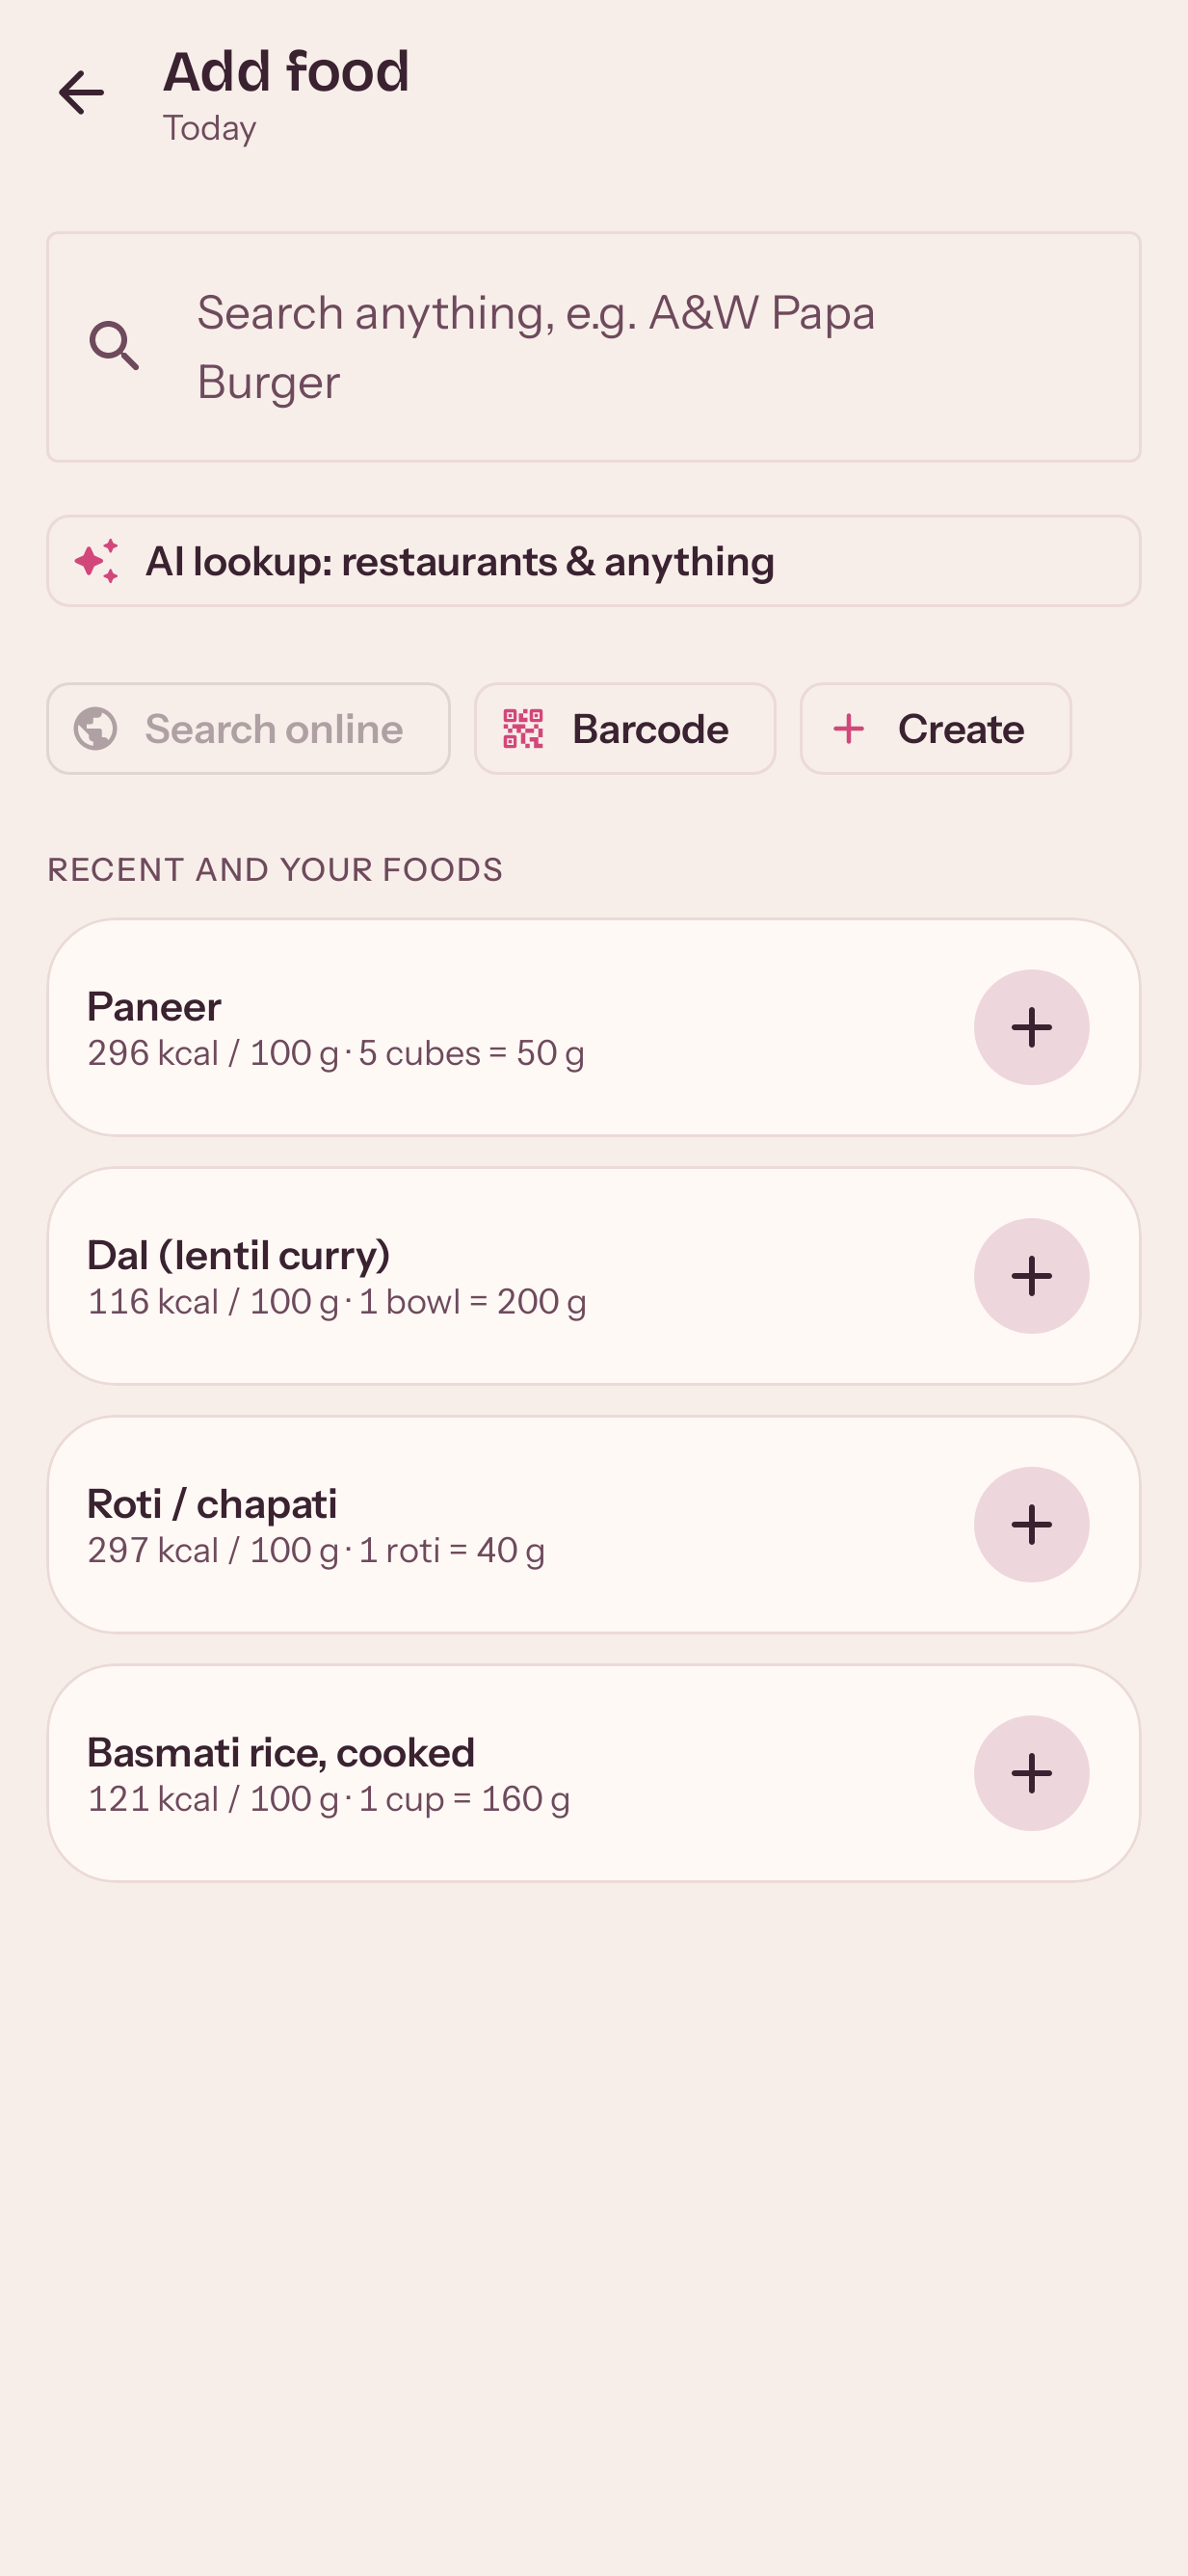 Add food
Today
Search anything, e.g. A&W Papa
Burger
AI lookup: restaurants & anything
Search online
Barcode
Create
RECENT AND YOUR FOODS
Paneer
296 kcal / 100 g · 5 cubes = 50 g
Dal (lentil curry)
116 kcal / 100 g · 1 bowl = 200 g
Roti / chapati
297 kcal / 100 g · 1 roti = 40 g
Basmati rice, cooked
121 kcal / 100 g · 1 cup = 160 g